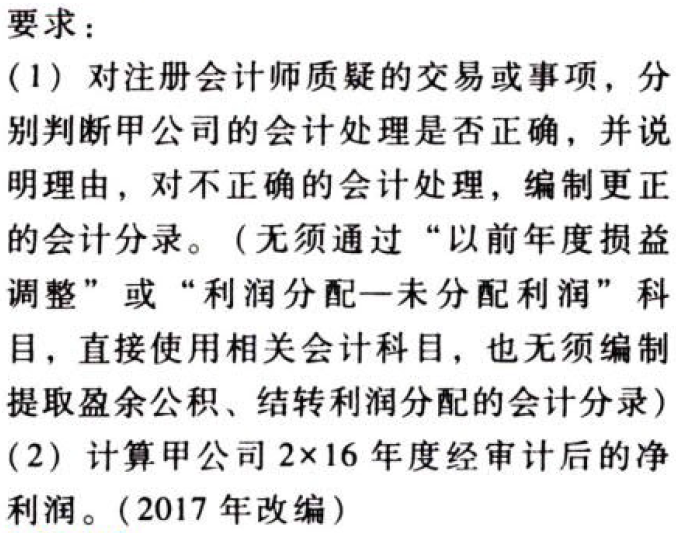 要求：
（1）对注册会计师质疑的交易或事项，分
别判断甲公司的会计处理是否正确，并说
明理由，对不正确的会计处理，编制更正
的会计分录。（无须通过“以前年度损益
调整”或“利润分配—未分配利润”科
目，直接使用相关会计科目，也无须编制
提取盈余公积、结转利润分配的会计分录）
（2）计算甲公司2×16年度经审计后的净
利润。（2017年改编）